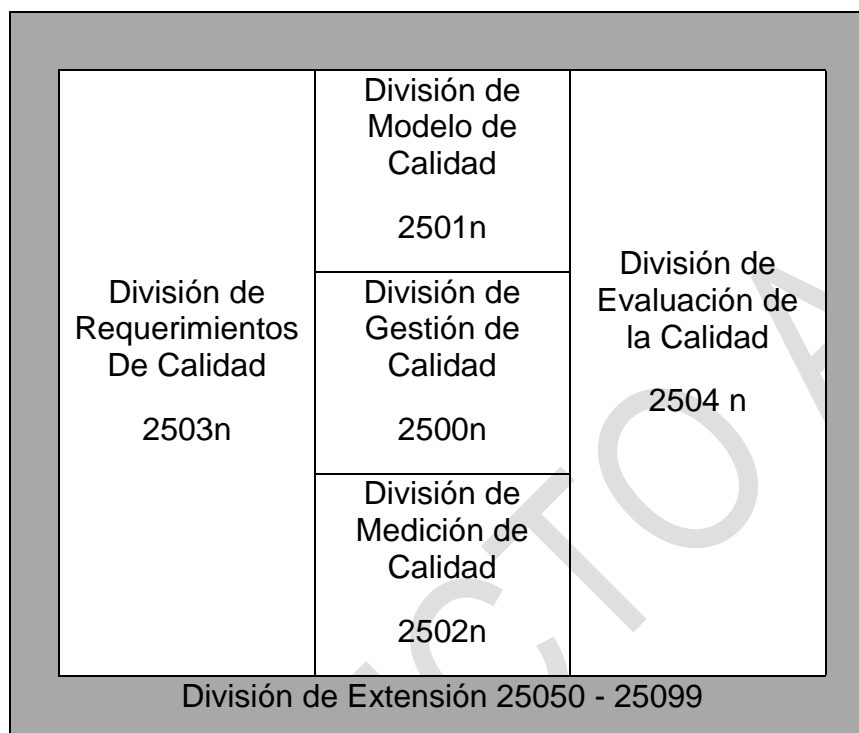 División de
Requerimientos
De Calidad
2503n
División de
Modelo de
Calidad
2501n
División de
Gestión de
Calidad
2500n
División de
Medición de
Calidad
2502n
División de
Evaluación de
la Calidad
2504 n
División de Extensión 25050 - 25099
CTO A